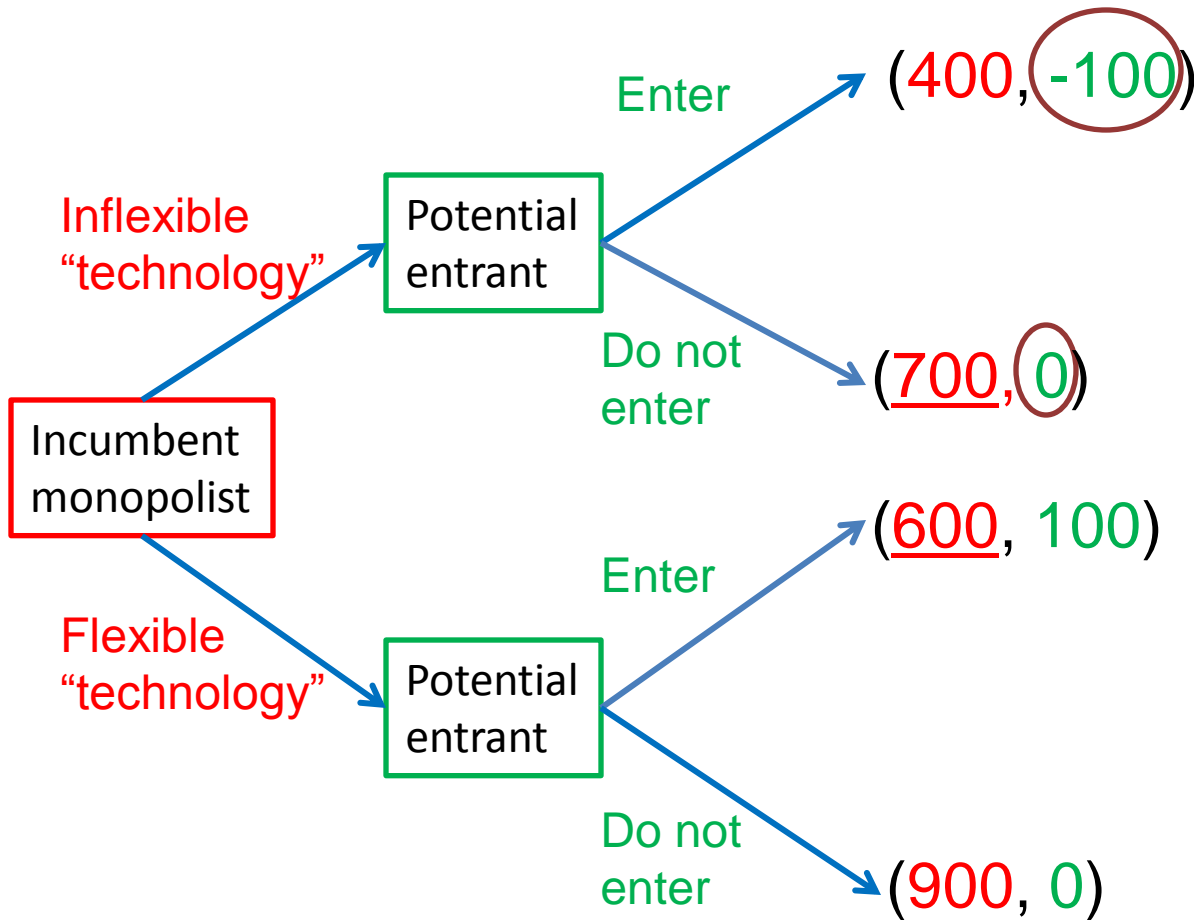 Enter
(400, -100)
Inflexible
“technology”
Potential
entrant
Do not
enter
(700, 0)
Incumbent
monopolist
(600, 100)
Enter
Flexible
“technology”
Potential
entrant
Do not
enter
(900, 0)